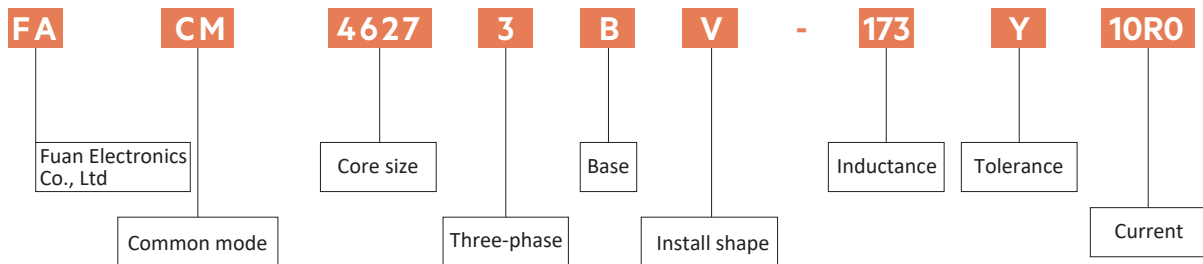 FA CM 4627 3 B V - 173 Y 10R0
Fuan Electronics
Co., Ltd
Core size
Base
Inductance
Tolerance
Common mode
Three-phase
Install shape
Current